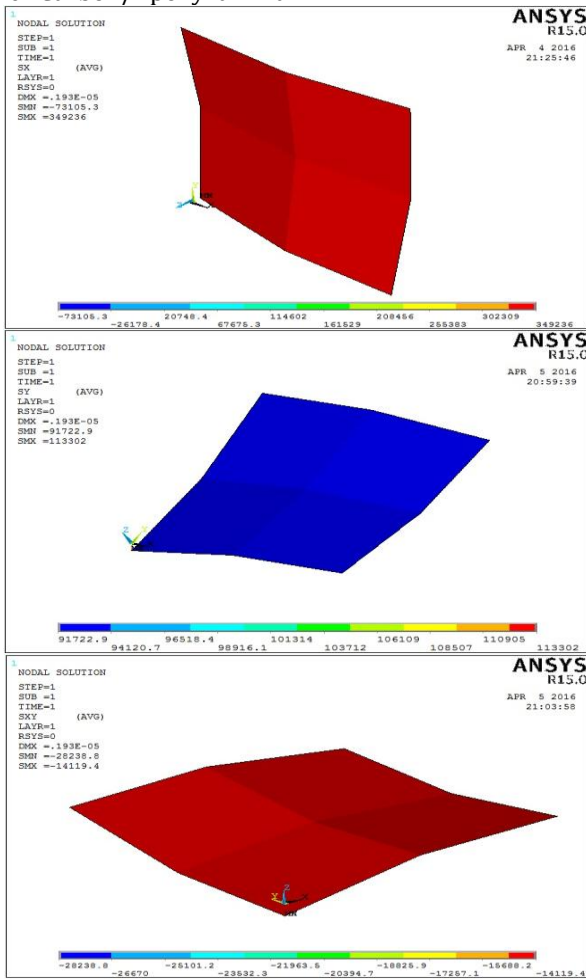 1
NODAL SOLUTION
STEP=1
SUB =1
TIME=1
SX (AVG)
LAYR=1
RSYS=0
DMX =.193E-05
SMN =-73105.3
SMX =349236
ANSYS
R15.0
APR 4 2016
21:25:46
-73105.3 20748.4 114602 208456 302309
-26178.4 67675.3 161529 255383 349236
1
NODAL SOLUTION
STEP=1
SUB =1
TIME=1
SY (AVG)
LAYR=1
RSYS=0
DMX =.193E-05
SMN =91722.9
SMX =113302
ANSYS
R15.0
APR 5 2016
20:59:39
91722.9 96518.4 101314 106109 110905
94120.7 98916.1 103712 108507 113302
1
NODAL SOLUTION
STEP=1
SUB =1
TIME=1
SXY (AVG)
LAYR=1
RSYS=0
DMX =.193E-05
SMN =-28238.8
SMX =-14119.4
ANSYS
R15.0
APR 5 2016
21:03:58
-28238.8 -25101.2 -21963.5 -18825.9 -15688.2
-26670 -23532.3 -20394.7 -17257.1 -14119.4